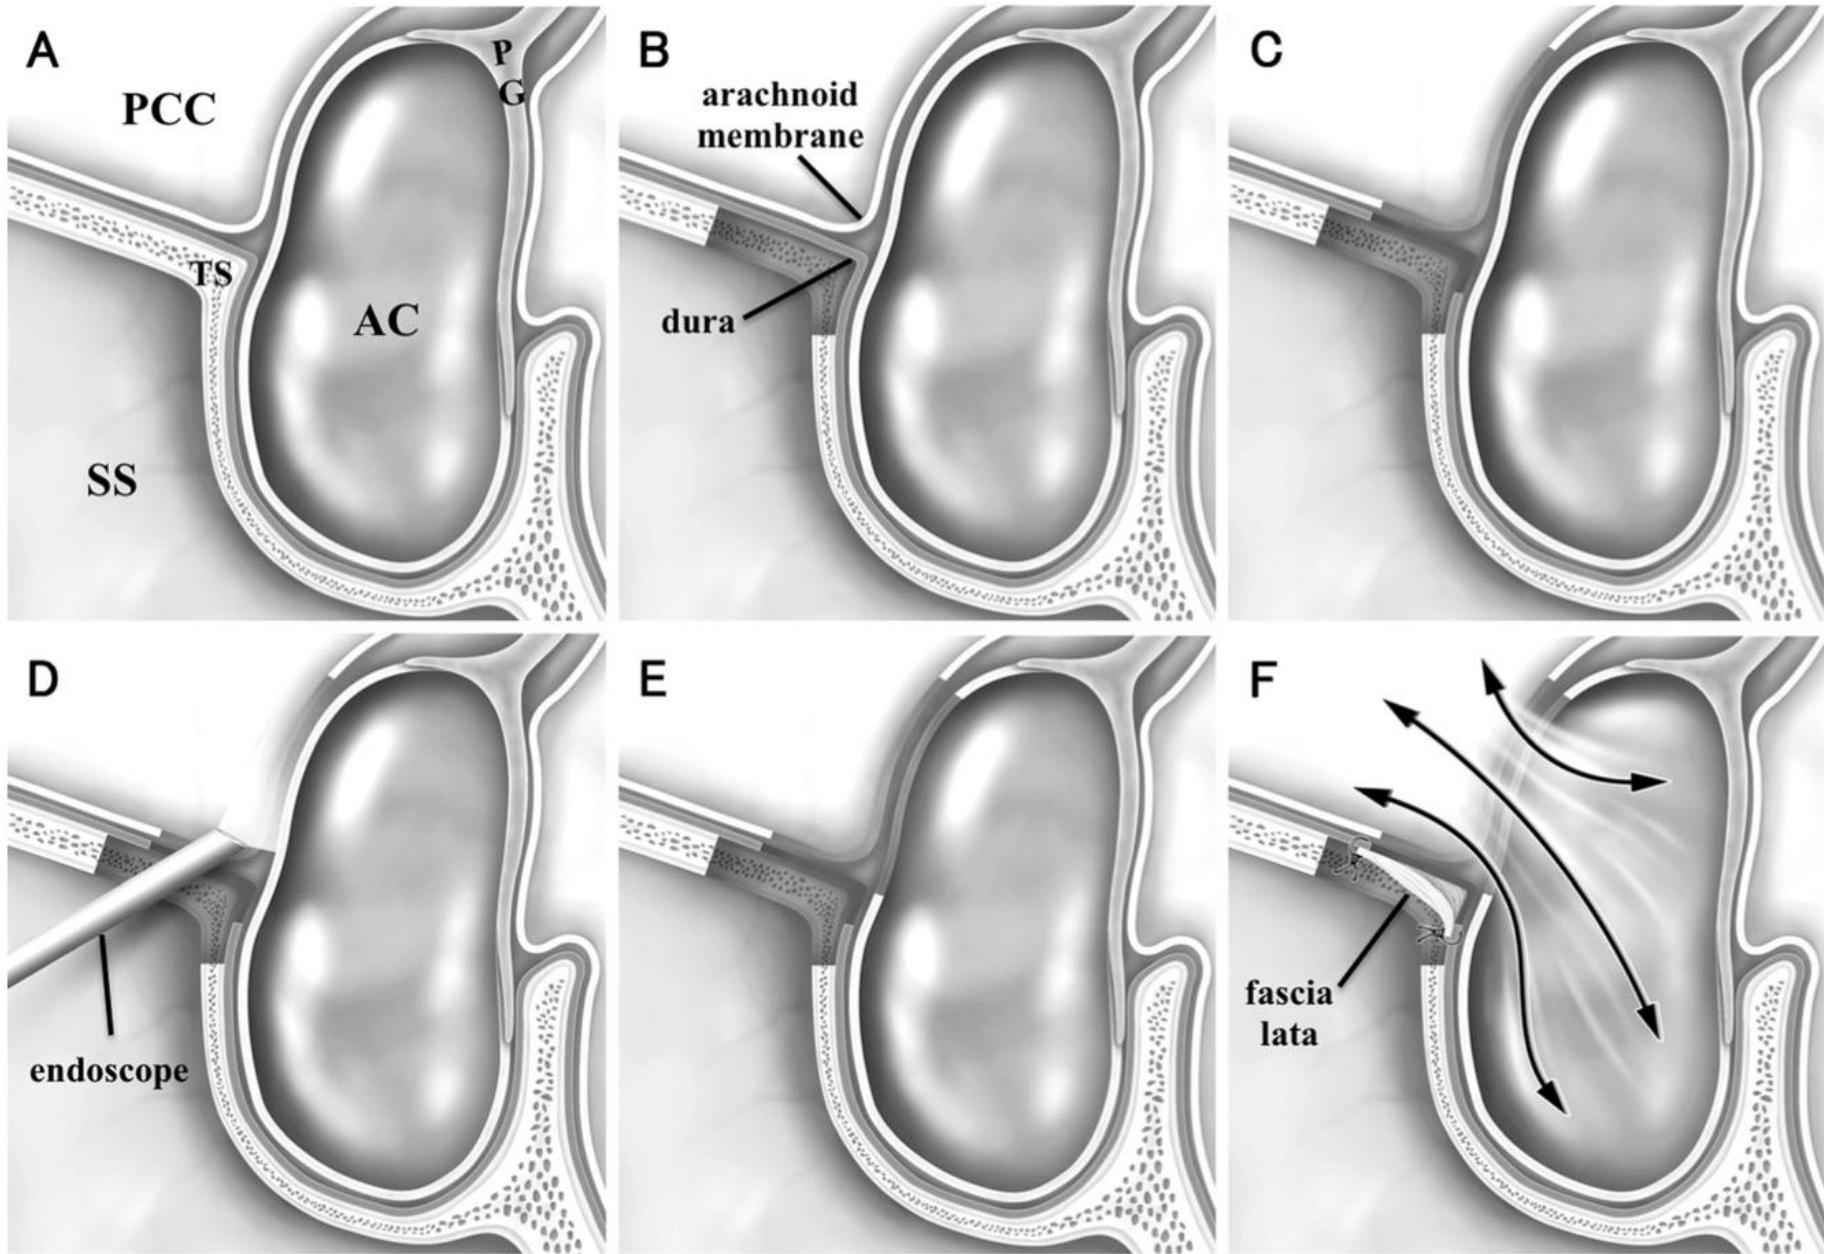 A
PCC
P
G
TS
AC
SS
B
arachnoid
membrane
dura
C
D
endoscope
E
F
fascia
lata